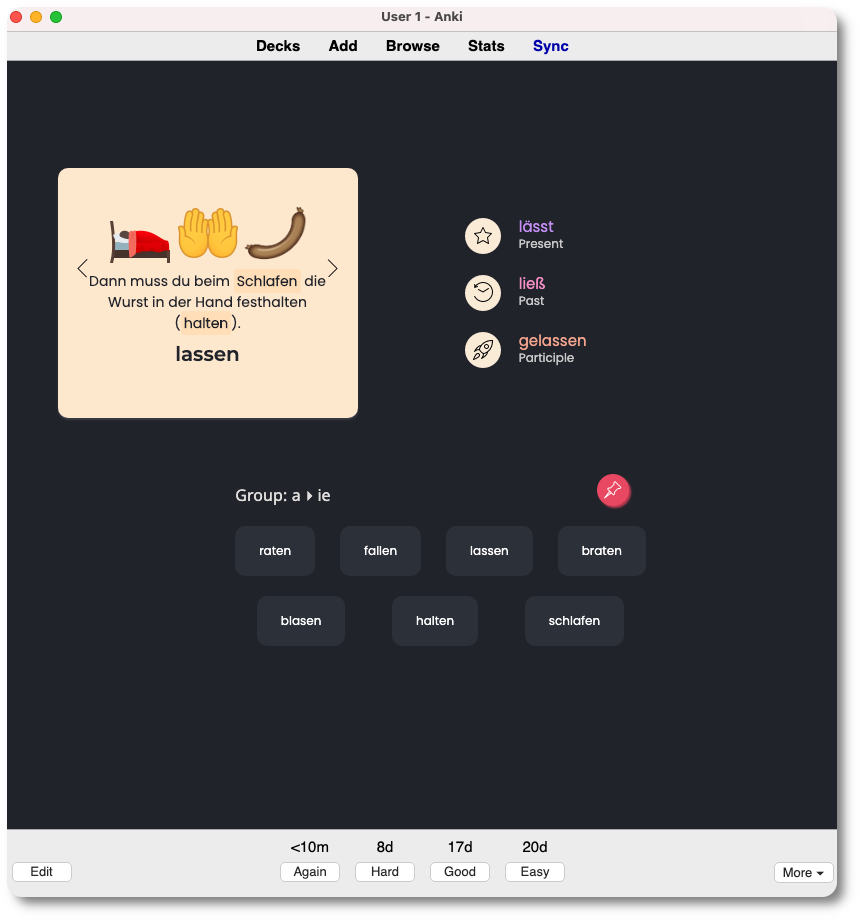 User 1 - Anki
Decks Add Browse Stats Sync
Dann muss du beim Schlafen die
Wurst in der Hand festhalten
(halten).
lassen
lässt
Present
ließ
Past
gelassen
Participle
Group: a ‣ ie
raten fallen lassen braten
blasen halten schlafen
<10m 8d 17d 20d
Edit Again Hard Good Easy More